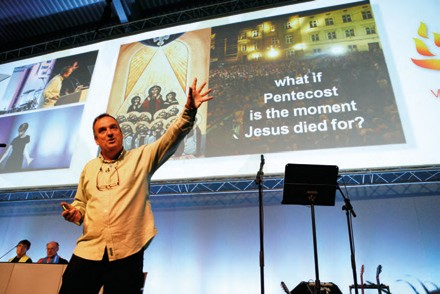 what if
Pentecost
is the moment
Jesus died for?